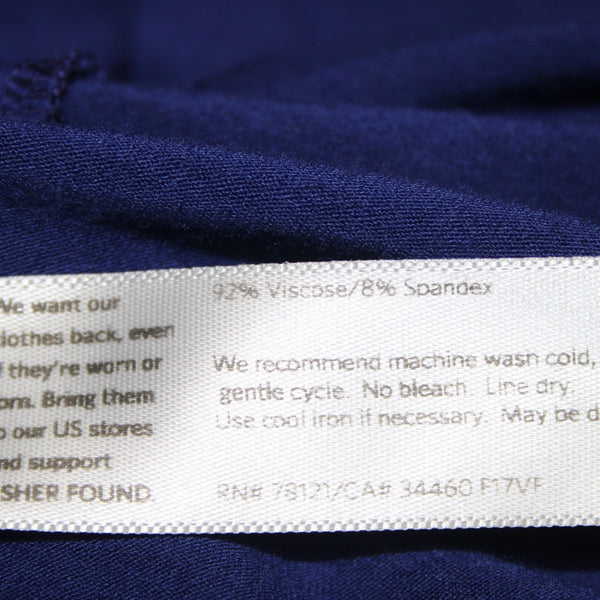 We want our
clothes back, even
if they're worn or
torn. Bring them
to our US stores
and support
SHER FOUND.
92% Viscose/8% Spandex
We recommend machine wash cold,
gentle cycle. No bleach. Line dry.
Use cool iron if necessary. May be d
RN# 78121/CA# 34460 F17VF